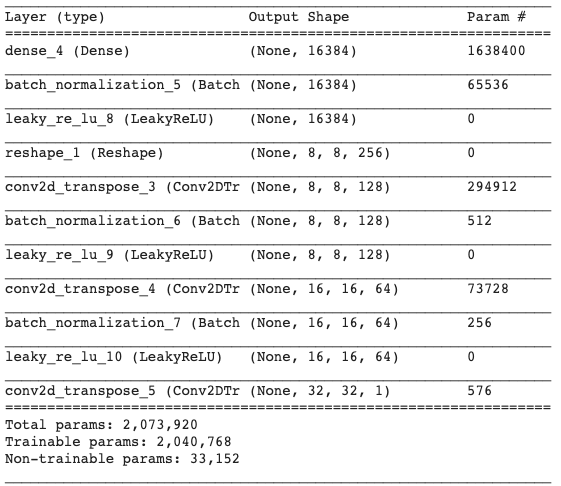 Layer (type) Output Shape Param #
=================================================================
dense_4 (Dense) (None, 16384) 1638400
batch_normalization_5 (Batch (None, 16384) 65536
leaky_re_lu_8 (LeakyReLU) (None, 16384) 0
reshape_1 (Reshape) (None, 8, 8, 256) 0
conv2d_transpose_3 (Conv2DTr (None, 8, 8, 128) 294912
batch_normalization_6 (Batch (None, 8, 8, 128) 512
leaky_re_lu_9 (LeakyReLU) (None, 8, 8, 128) 0
conv2d_transpose_4 (Conv2DTr (None, 16, 16, 64) 73728
batch_normalization_7 (Batch (None, 16, 16, 64) 256
leaky_re_lu_10 (LeakyReLU) (None, 16, 16, 64) 0
conv2d_transpose_5 (Conv2DTr (None, 32, 32, 1) 576
=================================================================
Total params: 2,073,920
Trainable params: 2,040,768
Non-trainable params: 33,152